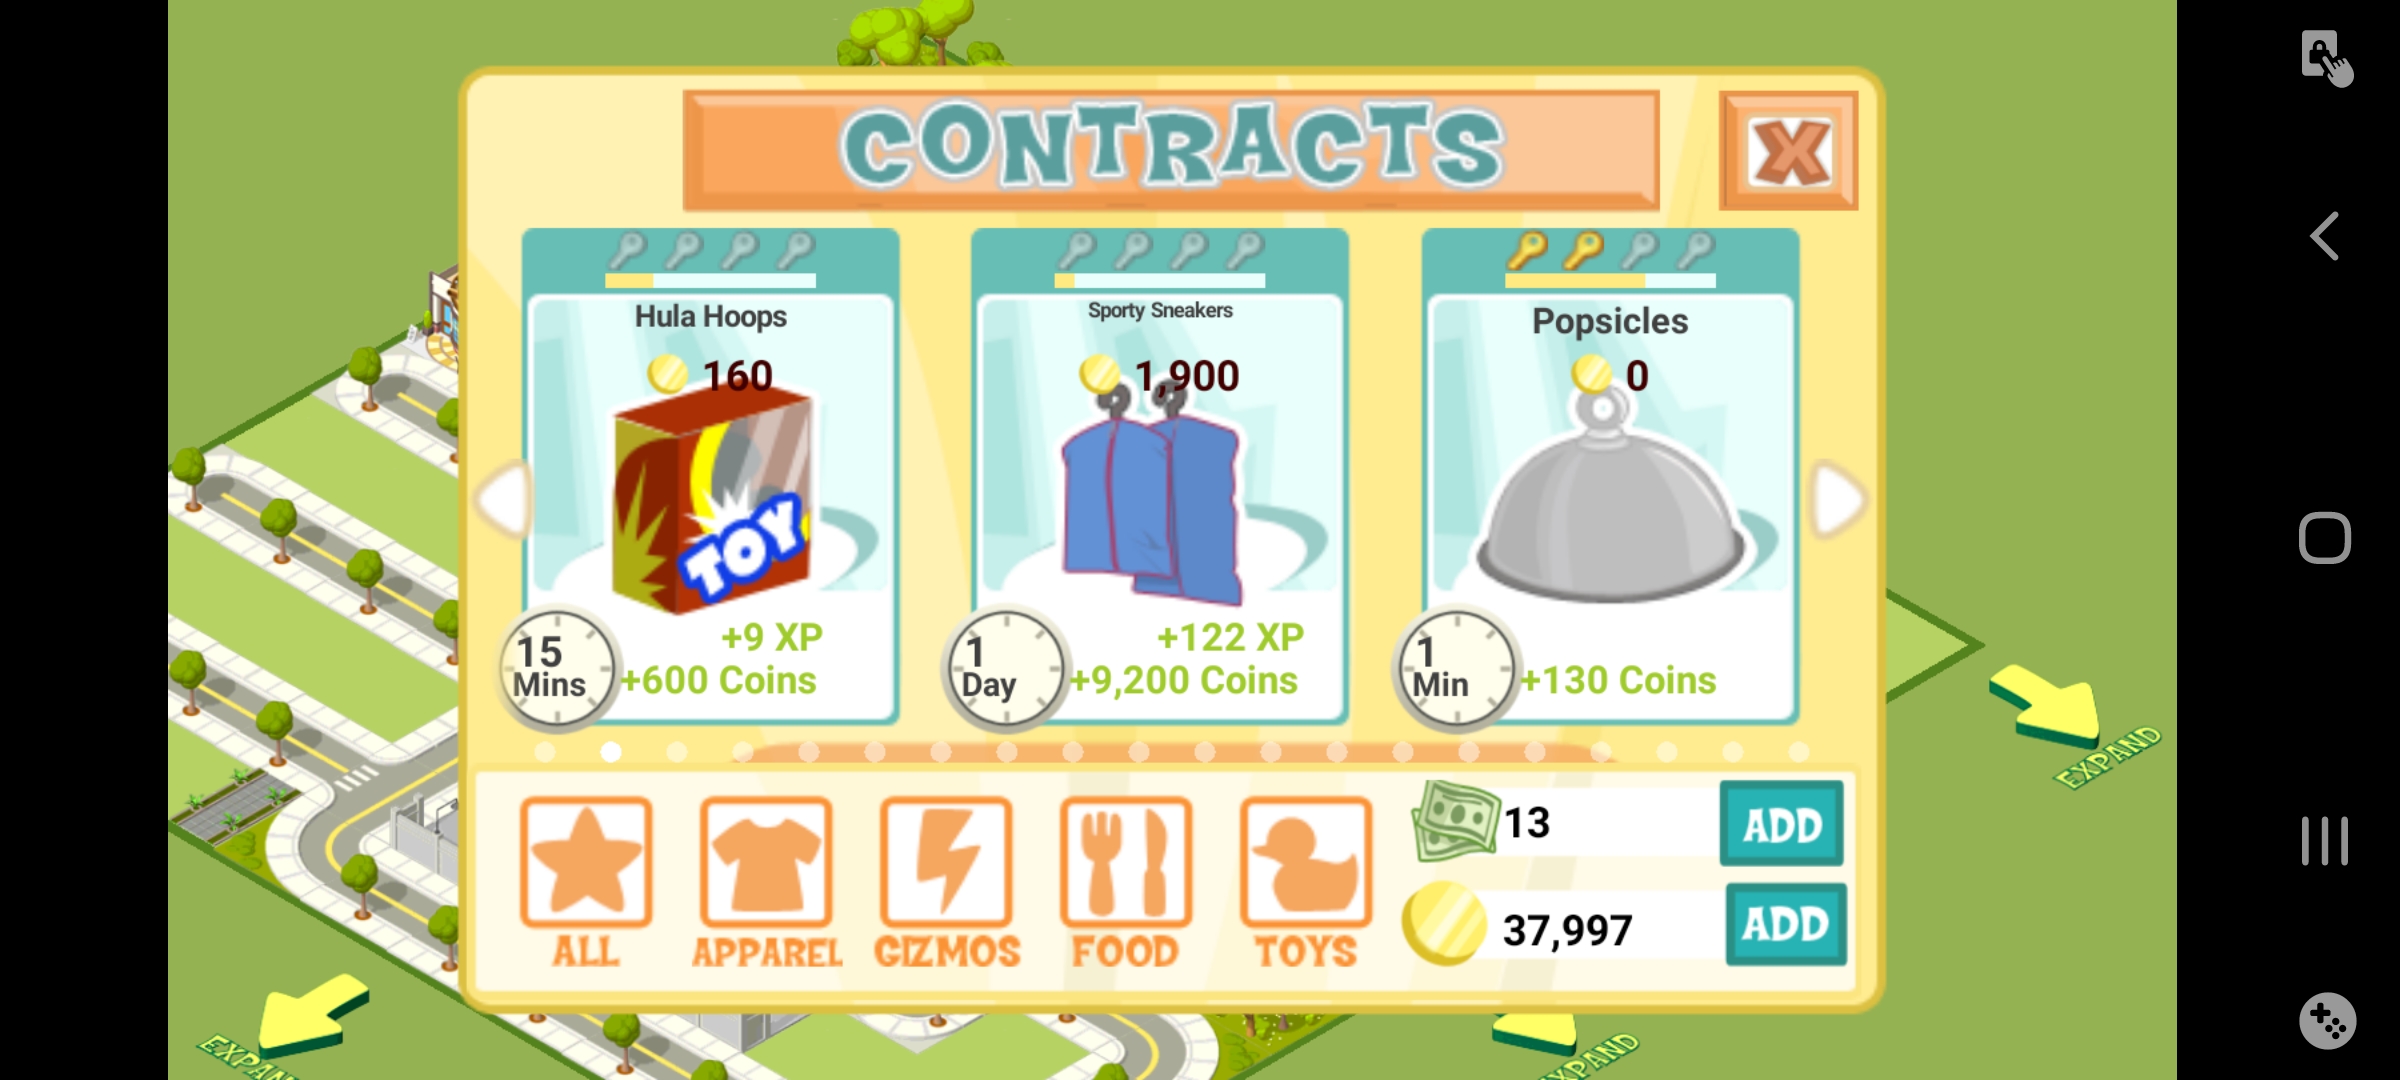 CONTRACTS
X
Hula Hoops
160
TOY
15
Mins
+9 XP
+600 Coins
Sporty Sneakers
1,900
1
Day
+122 XP
+9,200 Coins
Popsicles
0
1
Min
+130 Coins
ALL
APPAREL
GIZMOS
FOOD
TOYS
13
ADD
37,997
ADD
EXPAND
EXPAN
EXPAND